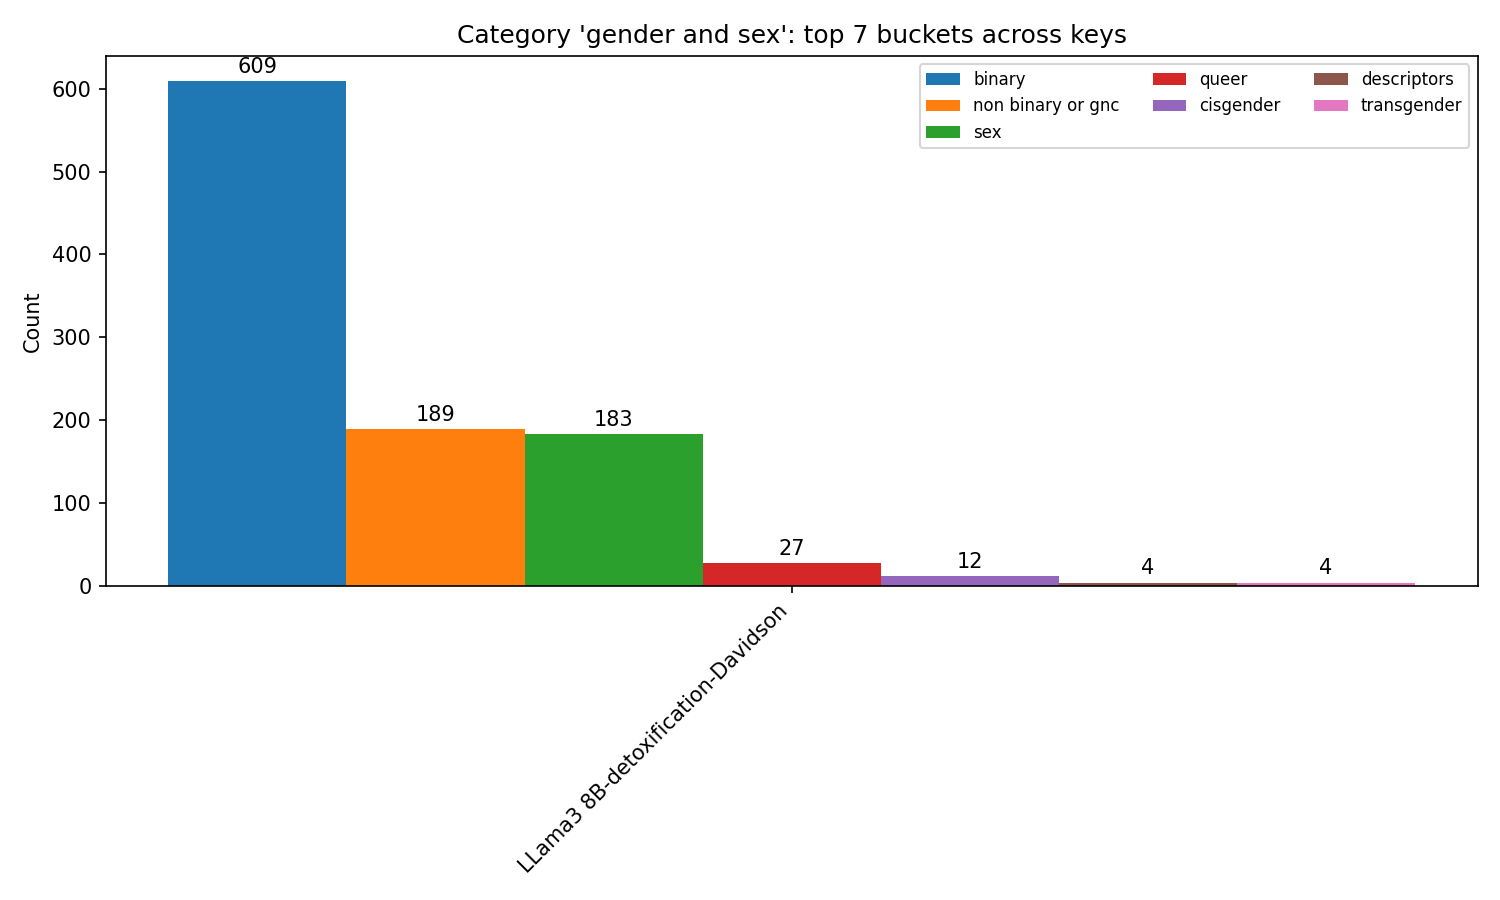 Category 'gender and sex': top 7 buckets across keys
binary
non binary or gnc
sex
queer
cisgender
descriptors
transgender
Count
600
500
400
300
200
100
0
609
189
183
27
12
4
4
LLama3 8B-detoxification-Davidson